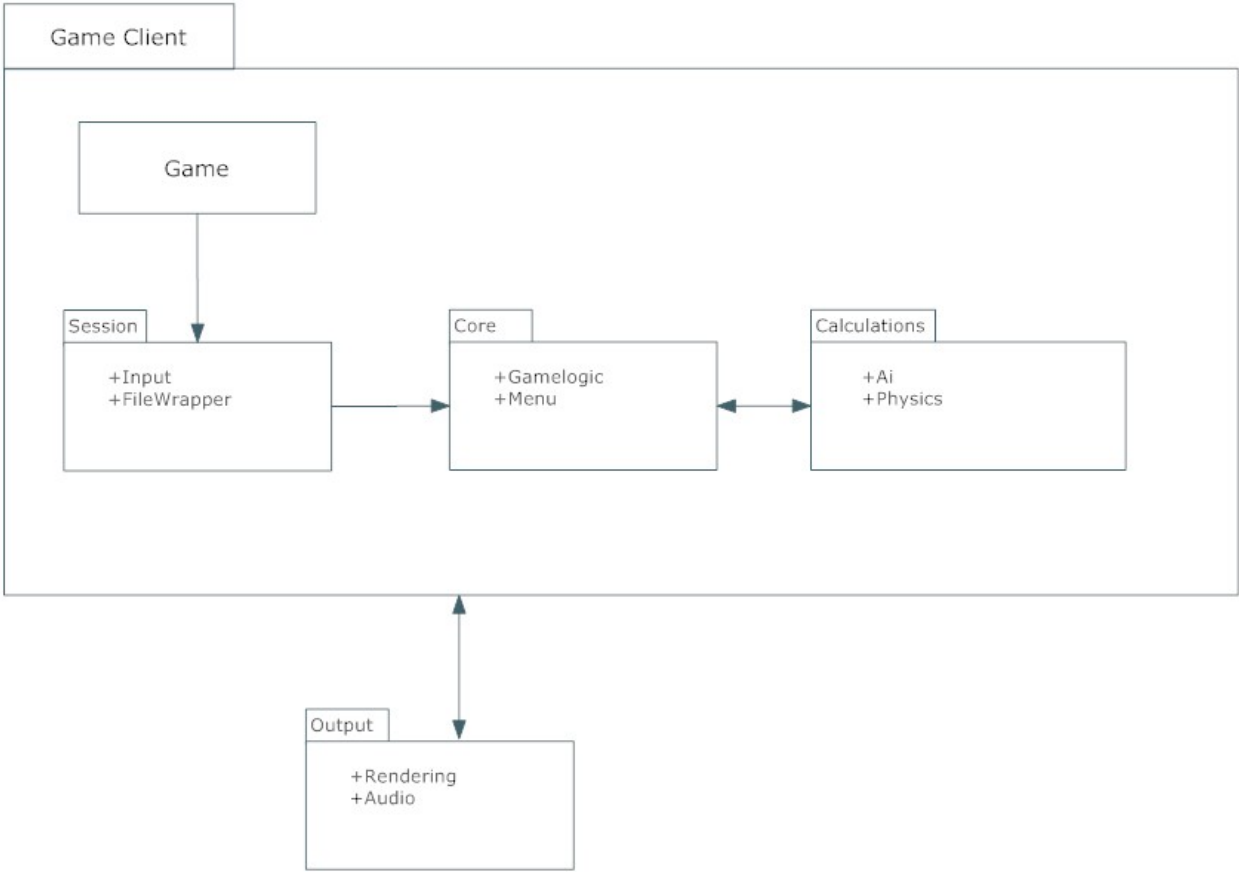 Game Client
Game
Session
+Input
+FileWrapper
Core
+Gamelogic
+Menu
Calculations
+Ai
+Physics
Output
+Rendering
+Audio